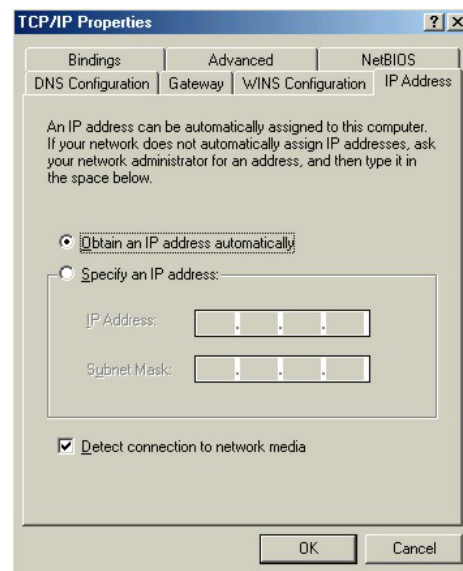 TCP/IP Properties
Bindings Advanced NetBIOS
DNS Configuration Gateway WINS Configuration IP Address
An IP address can be automatically assigned to this computer.
If your network does not automatically assign IP addresses, ask
your network administrator for an address, and then type it in
the space below.
Obtain an IP address automatically
Specify an IP address:
IP Address:
Subnet Mask:
Detect connection to network media
OK Cancel